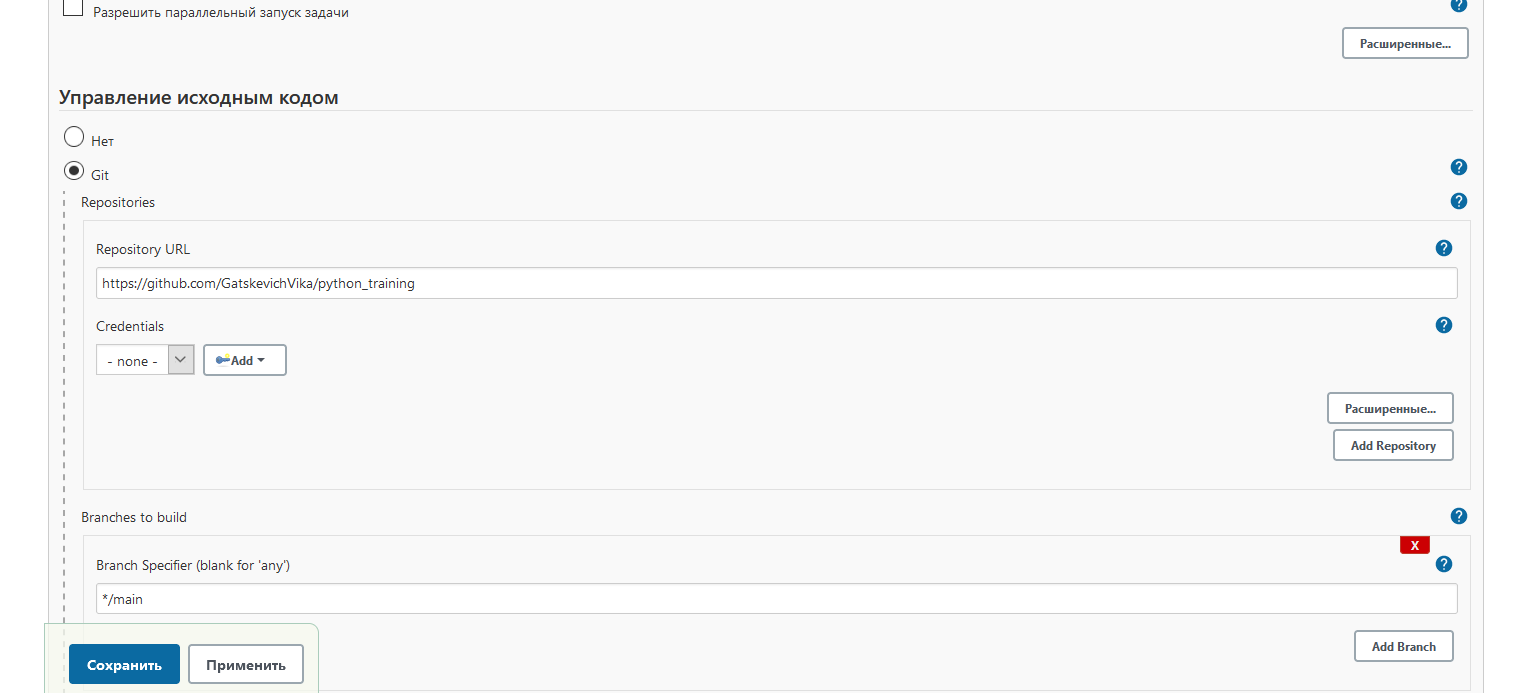 Разрешить параллельный запуск задачи
?
Расширенные...
Управление исходным кодом
Нет
Git
?
Repositories
?
Repository URL
?
https://github.com/GatskevichVika/python_training
Credentials
?
- none -
Add
Расширенные...
Add Repository
Branches to build
?
X
Branch Specifier (blank for 'any')
?
*/main
Add Branch
Сохранить
Применить